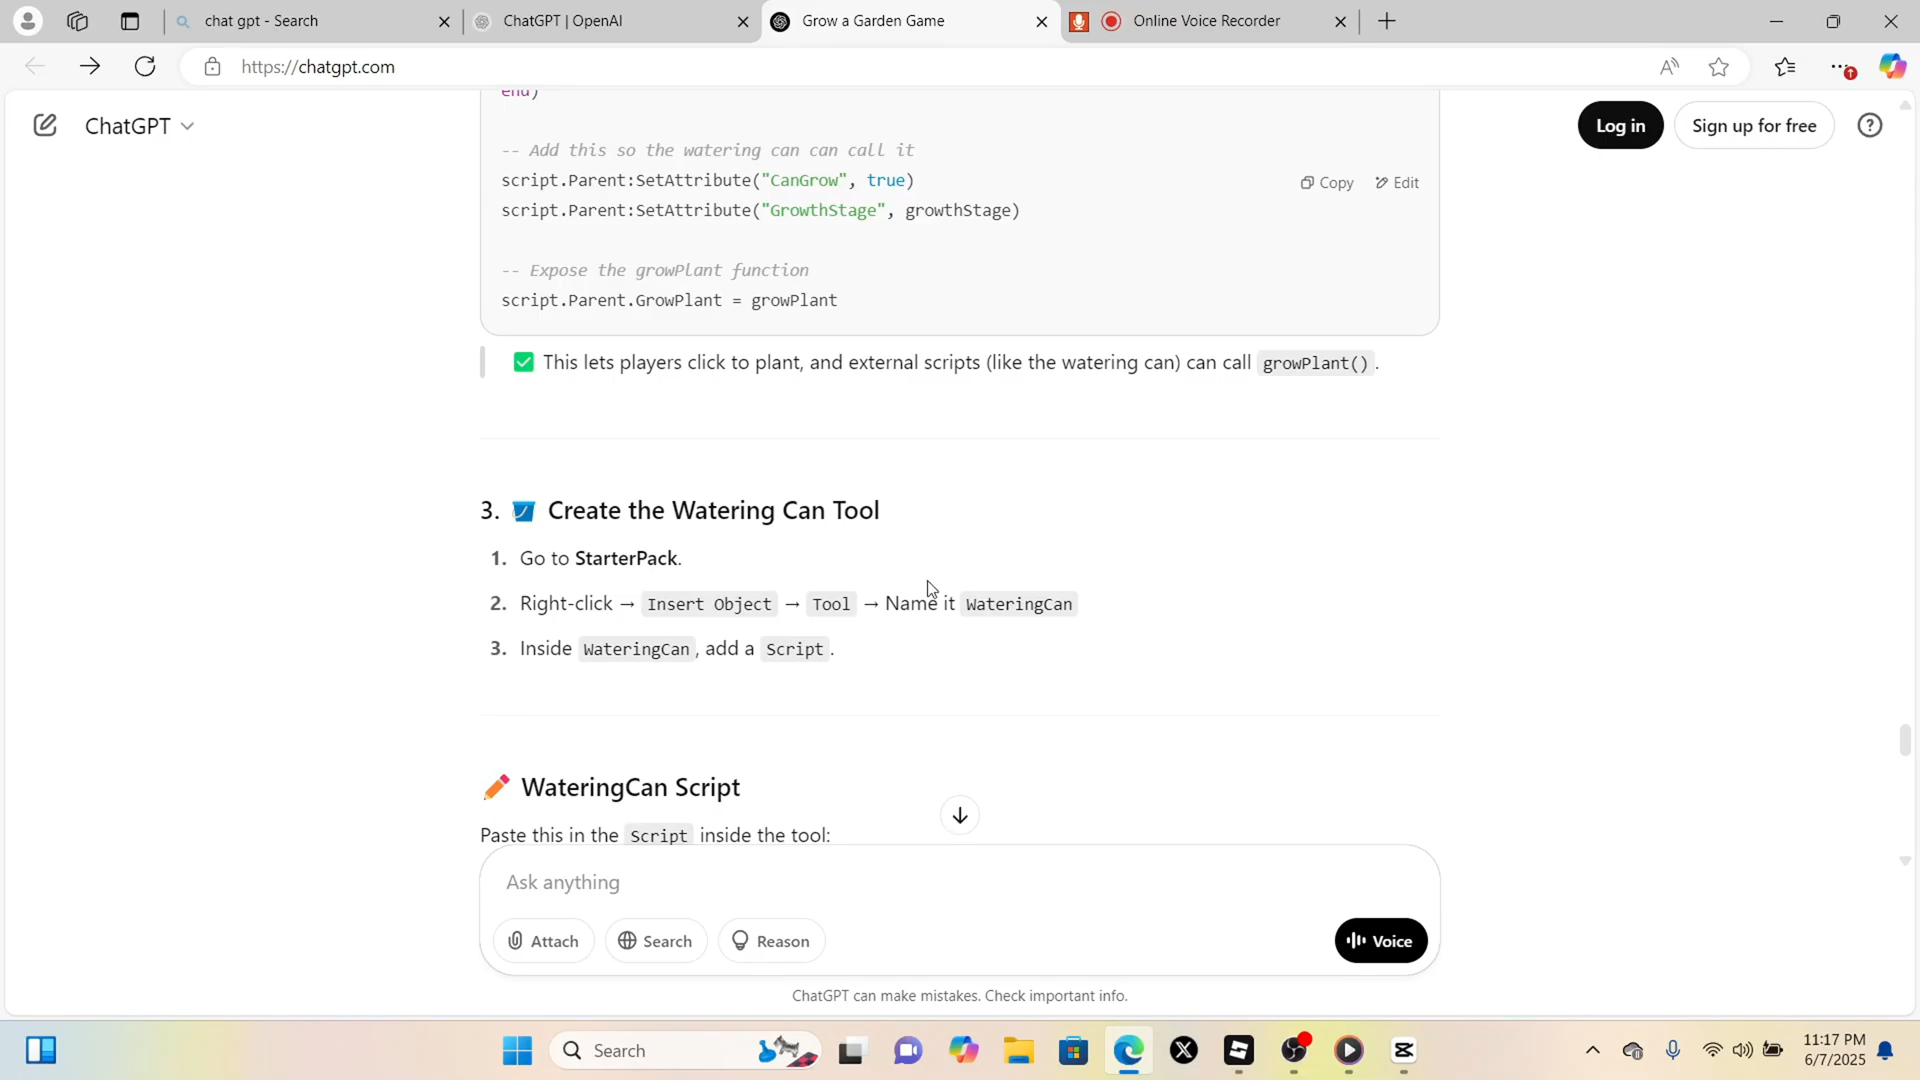 chat gpt - Search
ChatGPT | OpenAI
Grow a Garden Game
Online Voice Recorder
https://chatgpt.com
ChatGPT
Log in
Sign up for free
end)
-- Add this so the watering can can call it
script.Parent:SetAttribute("CanGrow", true)
Copy
Edit
script.Parent:SetAttribute("GrowthStage", growthStage)
-- Expose the growPlant function
script.Parent.GrowPlant = growPlant
This lets players click to plant, and external scripts (like the watering can) can call growPlant().
3. Create the Watering Can Tool
1. Go to StarterPack.
2. Right-click → Insert Object → Tool → Name it WateringCan
3. Inside WateringCan, add a Script.
WateringCan Script
Paste this in the Script inside the tool:
Ask anything
Attach
Search
Reason
Voice
ChatGPT can make mistakes. Check important info.
Search
11:17 PM
6/7/2025